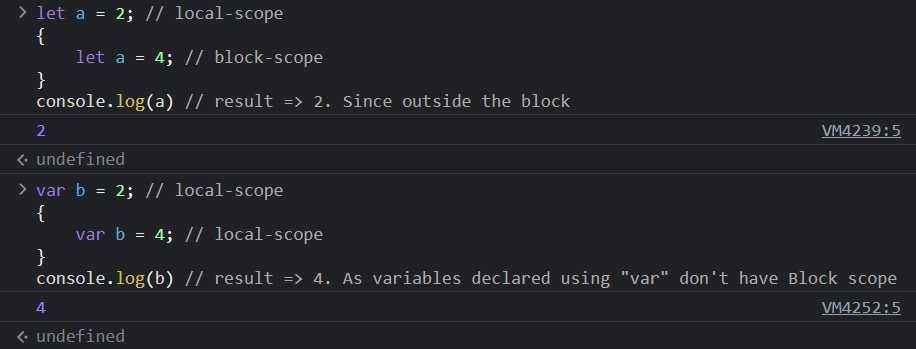 > let a = 2; // local-scope
{
    let a = 4; // block-scope
}
console.log(a) // result => 2. Since outside the block
2 VM4239:5
undefined
> var b = 2; // local-scope
{
    var b = 4; // local-scope
}
console.log(b) // result => 4. As variables declared using "var" don't have Block scope
4 VM4252:5
undefined